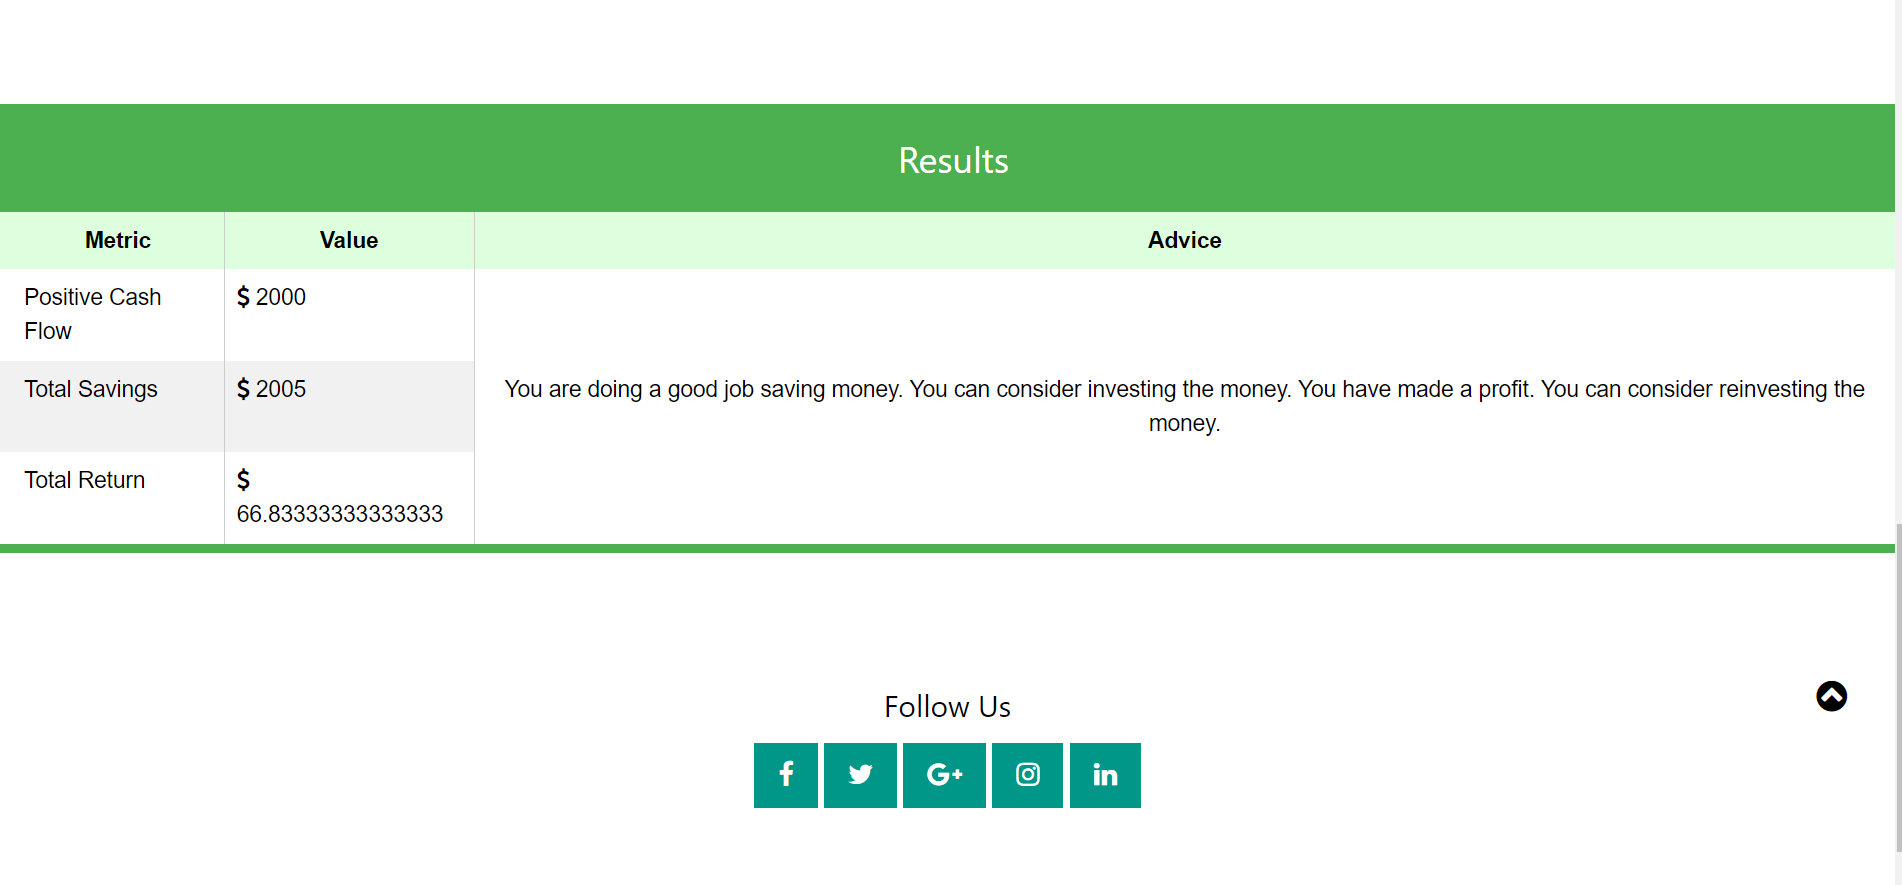 Results
Metric
Value
Advice
Positive Cash
Flow
$ 2000
Total Savings
$ 2005
You are doing a good job saving money. You can consider investing the money. You have made a profit. You can consider reinvesting the
money.
Total Return
$
66.83333333333333
Follow Us
f
G+
in